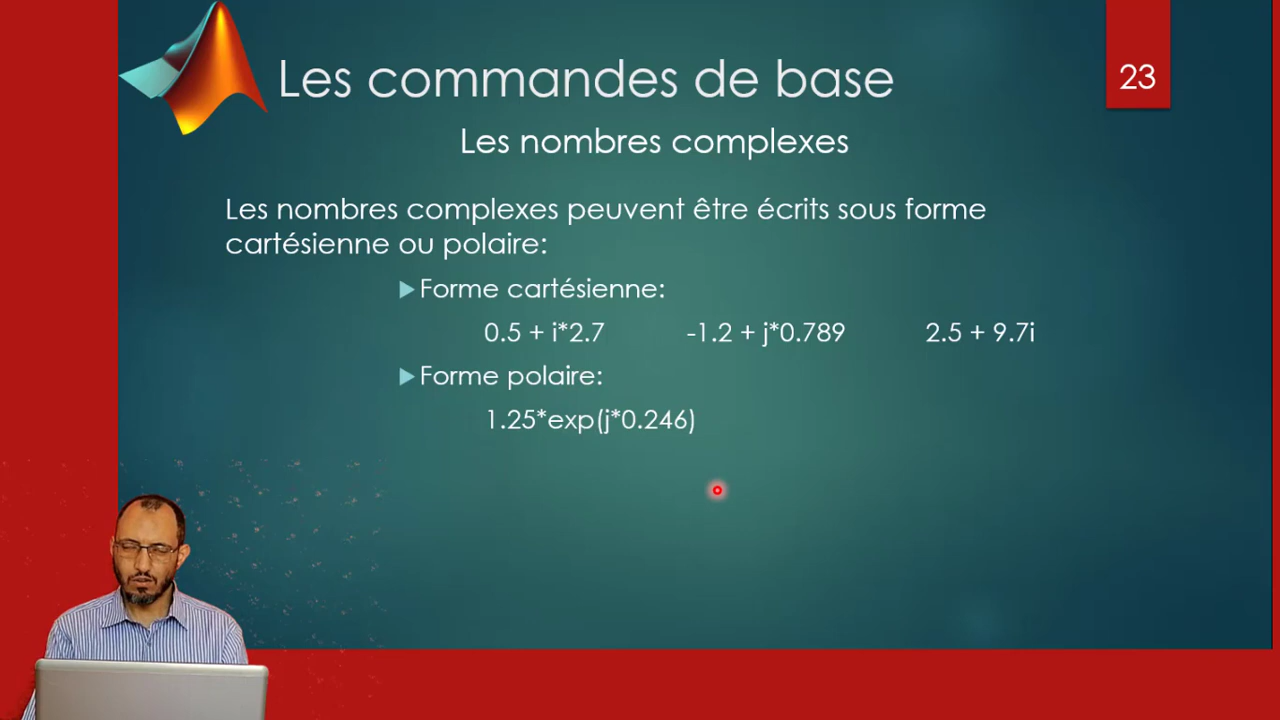 Les commandes de base
23
Les nombres complexes
Les nombres complexes peuvent être écrits sous forme
cartésienne ou polaire:
Forme cartésienne:
0.5 + i*2.7 -1.2 + j*0.789 2.5 + 9.7i
Forme polaire:
1.25*exp(j*0.246)